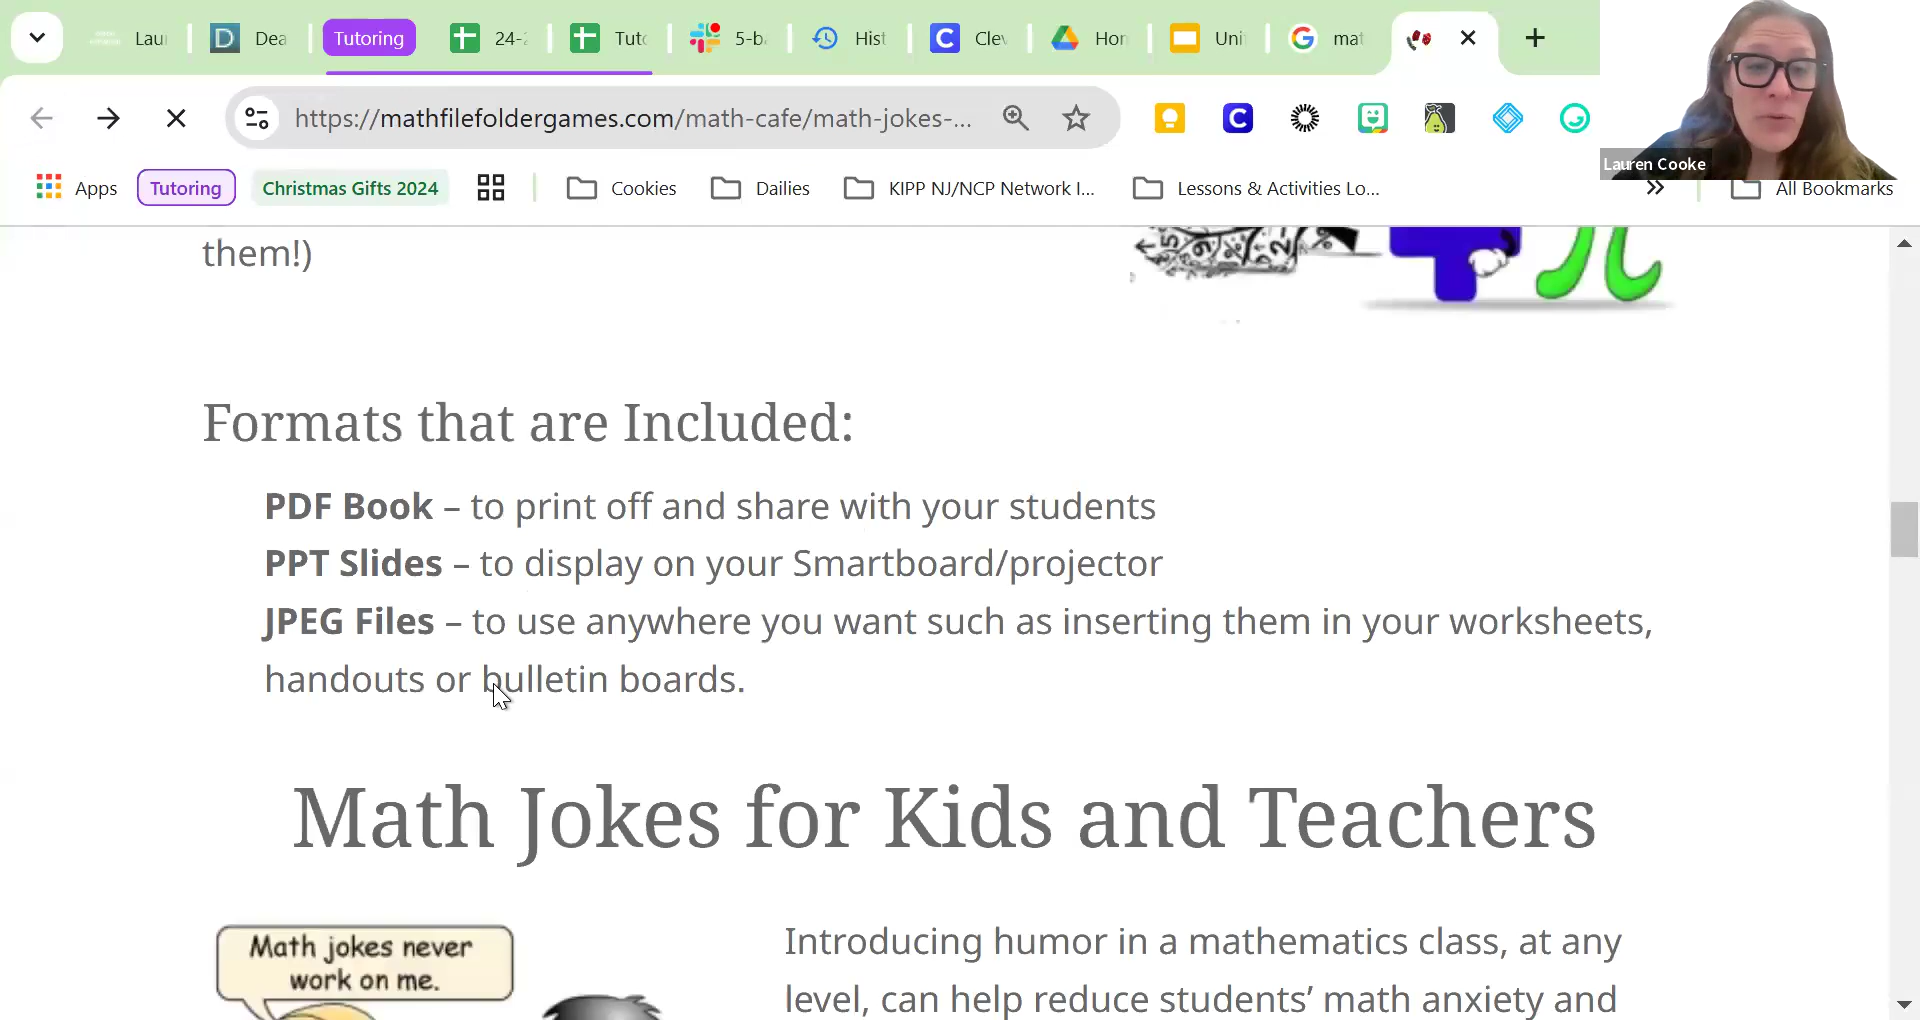 Lau
Dea
Tutoring
24-2
Tuto
5-b
Hist
Clev
Hon
Uni
mat
https://mathfilefoldergames.com/math-cafe/math-jokes-...
Lauren Cooke
Apps
Tutoring
Christmas Gifts 2024
Cookies
Dailies
KIPP NJ/NCP Network I...
Lessons & Activities Lo...
All Bookmarks
them!)
Formats that are Included:
PDF Book – to print off and share with your students
PPT Slides – to display on your Smartboard/projector
JPEG Files – to use anywhere you want such as inserting them in your worksheets,
handouts or bulletin boards.
Math Jokes for Kids and Teachers
Math jokes never
work on me.
Introducing humor in a mathematics class, at any
level, can help reduce students’ math anxiety and